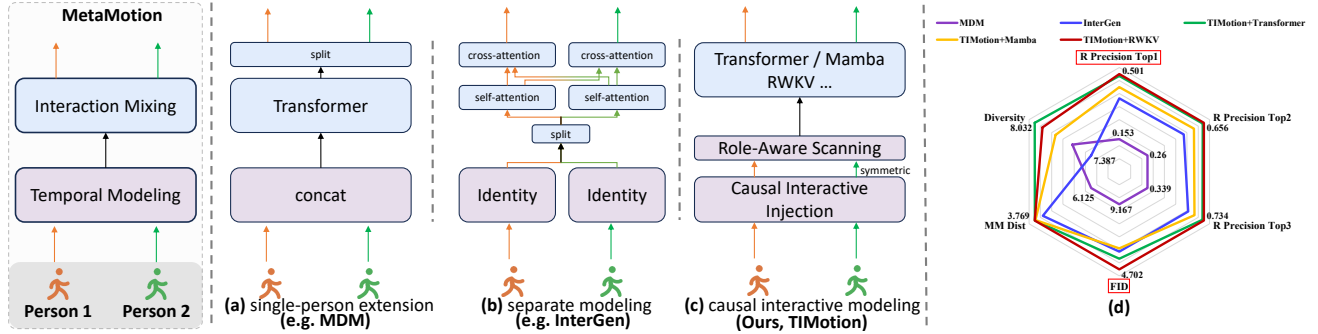 MetaMotion
Interaction Mixing
Temporal Modeling
Person 1
Person 2
split
Transformer
concat
(a) single-person extension
(e.g. MDM)
cross-attention
cross-attention
self-attention
self-attention
split
Identity
Identity
(b) separate modeling
(e.g. InterGen)
Transformer / Mamba
RWKV ...
Role-Aware Scanning
symmetric
Causal Interactive
Injection
(c) causal interactive modeling
(Ours, TIMotion)
MDM
InterGen
TIMotion+Transformer
TIMotion+Mamba
TIMotion+RWKV
R Precision Top1
0.501
Diversity
8.032
R Precision Top2
0.656
0.153
0.26
7.387
0.339
6.125
9.167
3.769
MM Dist
0.734
R Precision Top3
4.702
FID
(d)